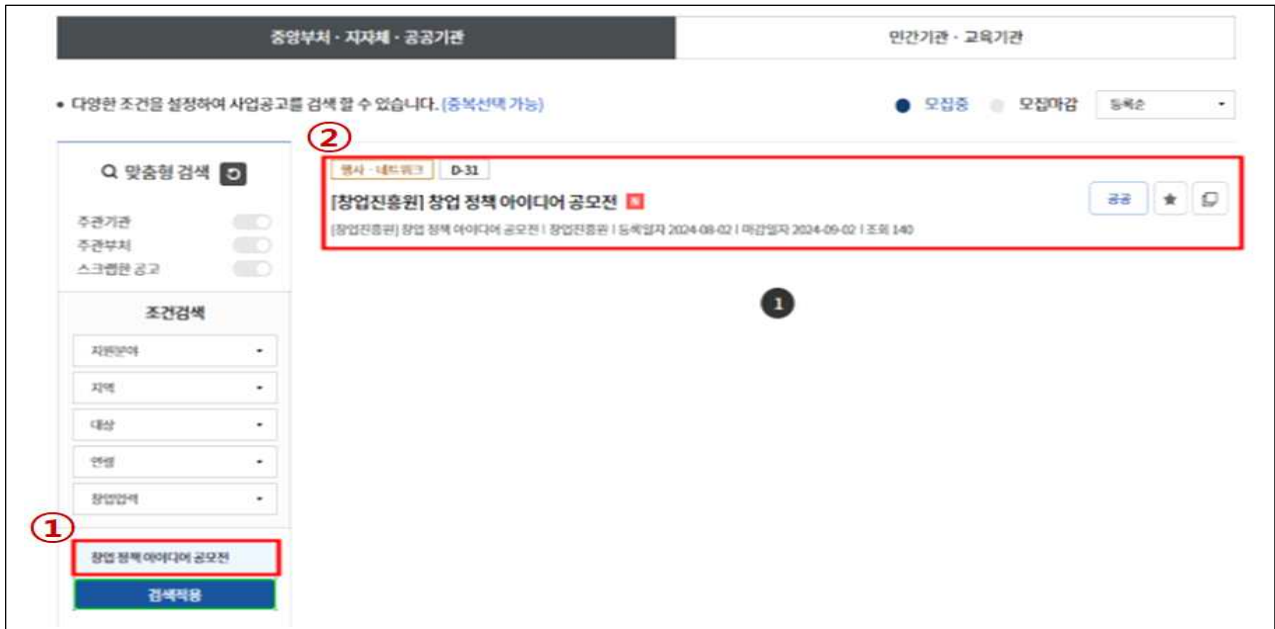 중앙부처 · 지자체 · 공공기관
민간기관 · 교육기관
• 다양한 조건을 설정하여 사업공고를 검색 할 수 있습니다. (중복선택 가능)
모집중 모집마감 등록순
②
맞춤형 검색
행사 · 네트워크 D-31
[창업진흥원] 창업 정책 아이디어 공모전 N
공공
[창업진흥원] 창업 정책 아이디어 공모전 | 창업진흥원 | 등록일자 2024-08-02 | 마감일자 2024-09-02 | 조회 140
주관기관
주관부처
스크랩한 공고
1
조건검색
지원분야
지역
대상
연령
창업업력
①
창업 정책 아이디어 공모전
검색적용